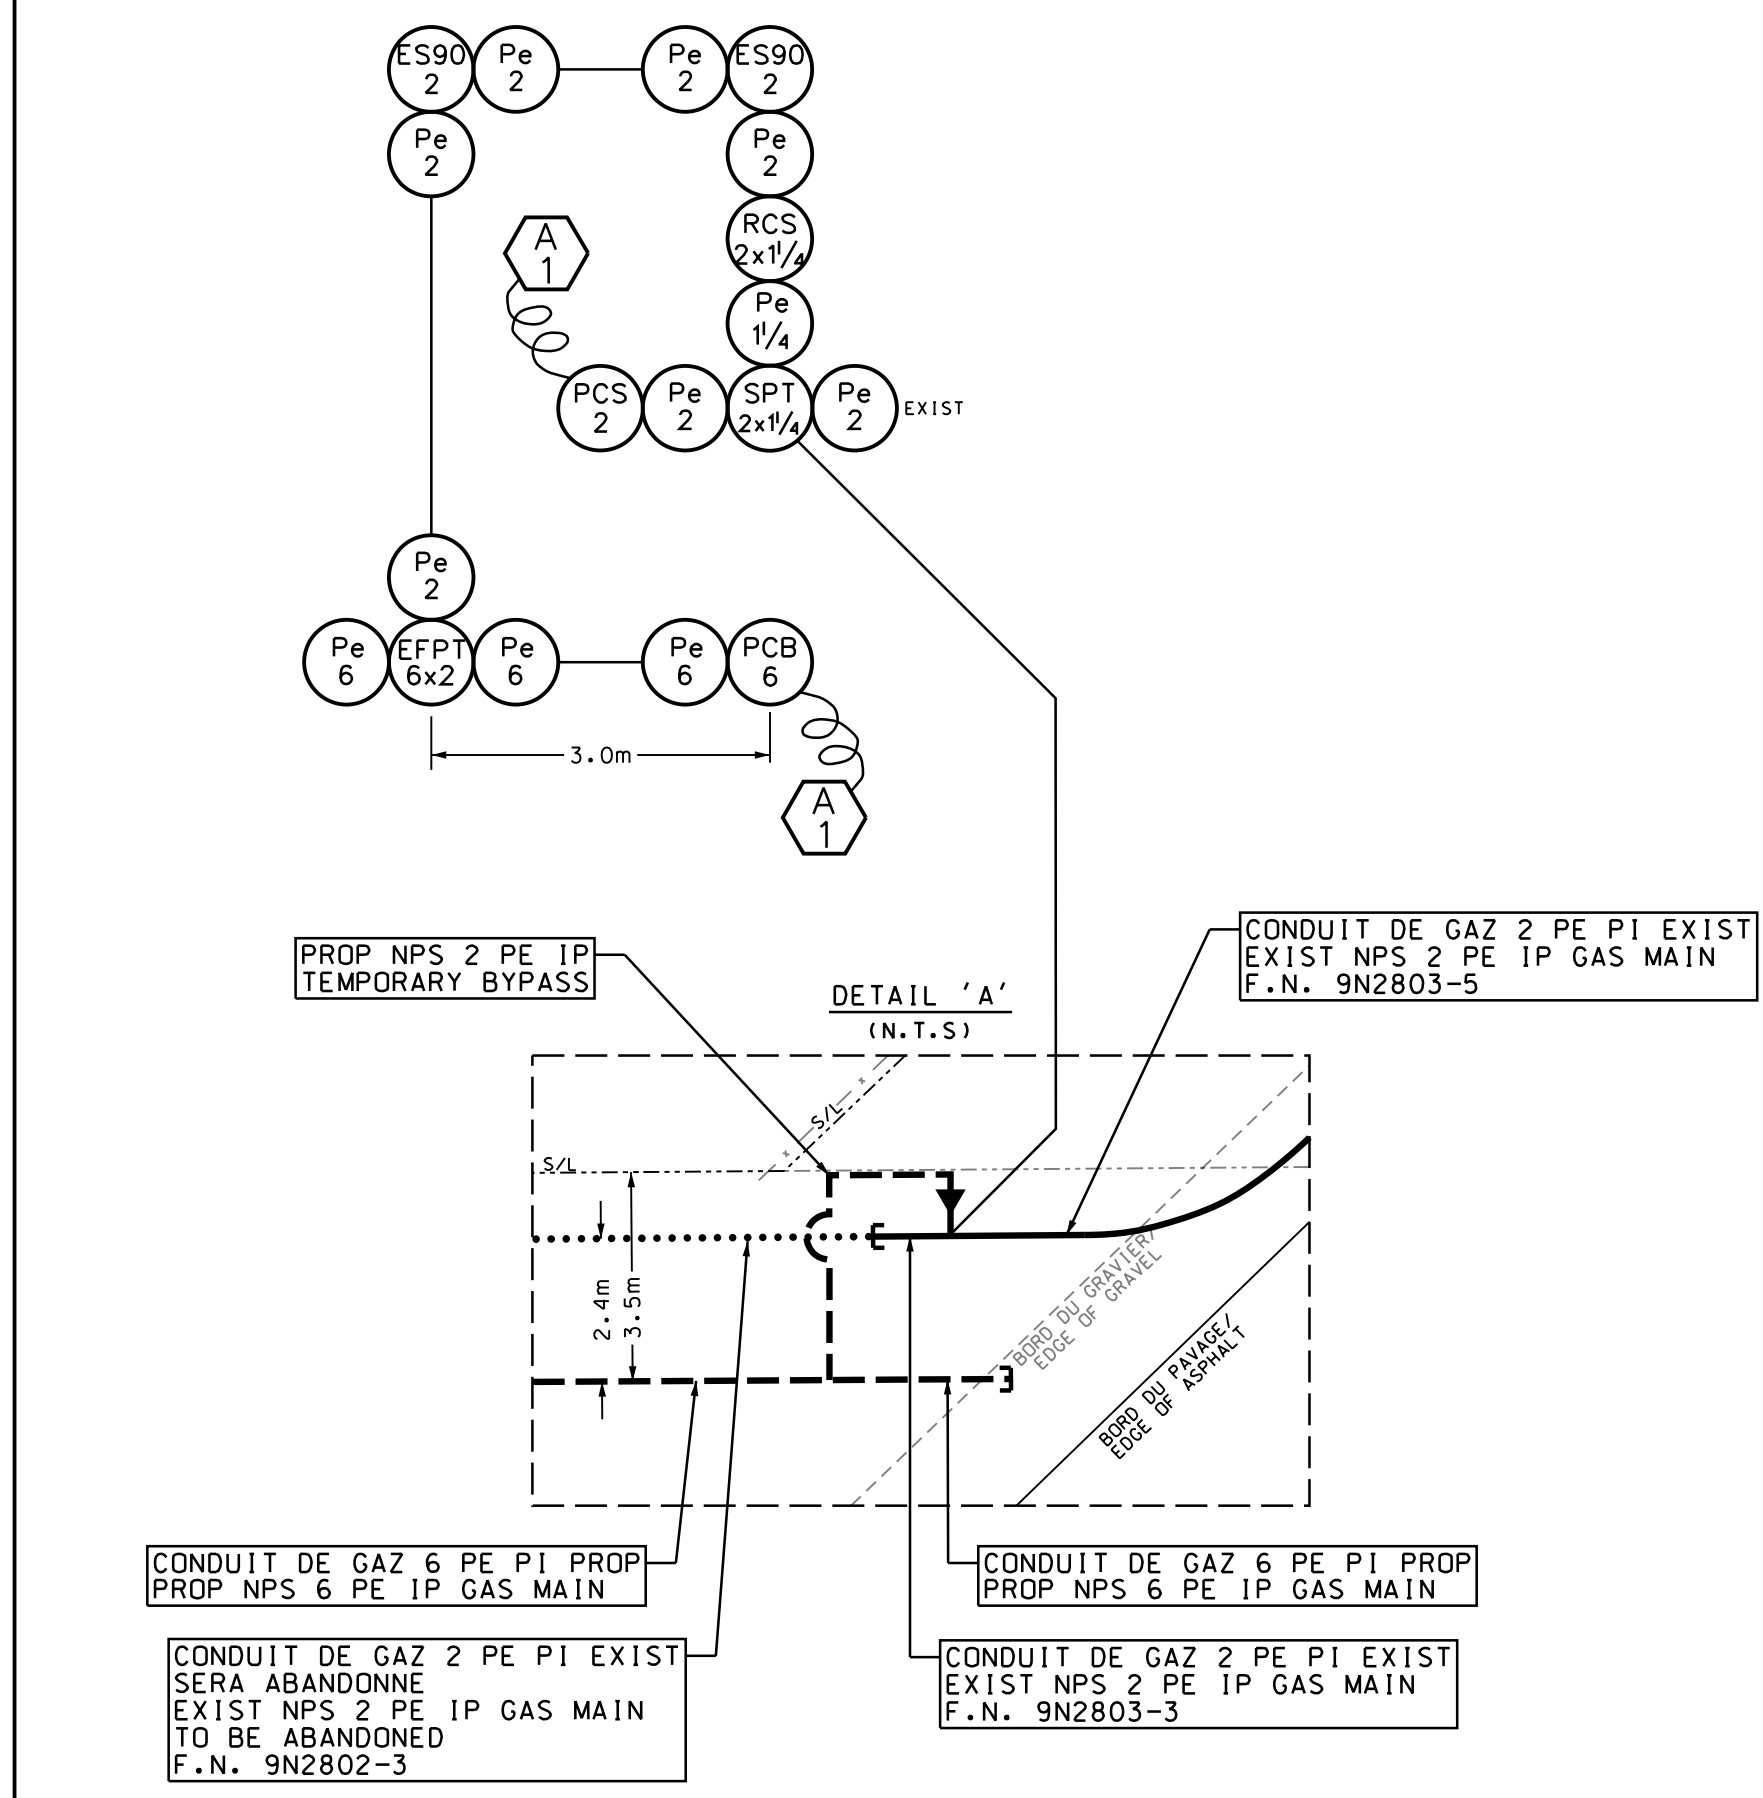 ES90
2
Pe
2
Pe
2
ES90
2
Pe
2
Pe
2
A
1
RCS
2x1¼
Pe
1¼
PCS
2
Pe
2
SPT
2x1¼
Pe
2
EXIST
Pe
2
Pe
6
EFPT
6x2
Pe
6
Pe
6
PCB
6
3.0m
A
1
PROP NPS 2 PE IP
TEMPORARY BYPASS
CONDUIT DE GAZ 2 PE PI EXIST
EXIST NPS 2 PE IP GAS MAIN
F.N. 9N2803-5
DETAIL 'A'
(N.T.S)
S/L
S/L
2.4m
3.5m
BORD DU GRAVIER/
EDGE OF GRAVEL
BORD DU PAVAGE/
EDGE OF ASPHALT
CONDUIT DE GAZ 6 PE PI PROP
PROP NPS 6 PE IP GAS MAIN
CONDUIT DE GAZ 6 PE PI PROP
PROP NPS 6 PE IP GAS MAIN
CONDUIT DE GAZ 2 PE PI EXIST
SERA ABANDONNE
EXIST NPS 2 PE IP GAS MAIN
TO BE ABANDONED
F.N. 9N2802-3
CONDUIT DE GAZ 2 PE PI EXIST
EXIST NPS 2 PE IP GAS MAIN
F.N. 9N2803-3